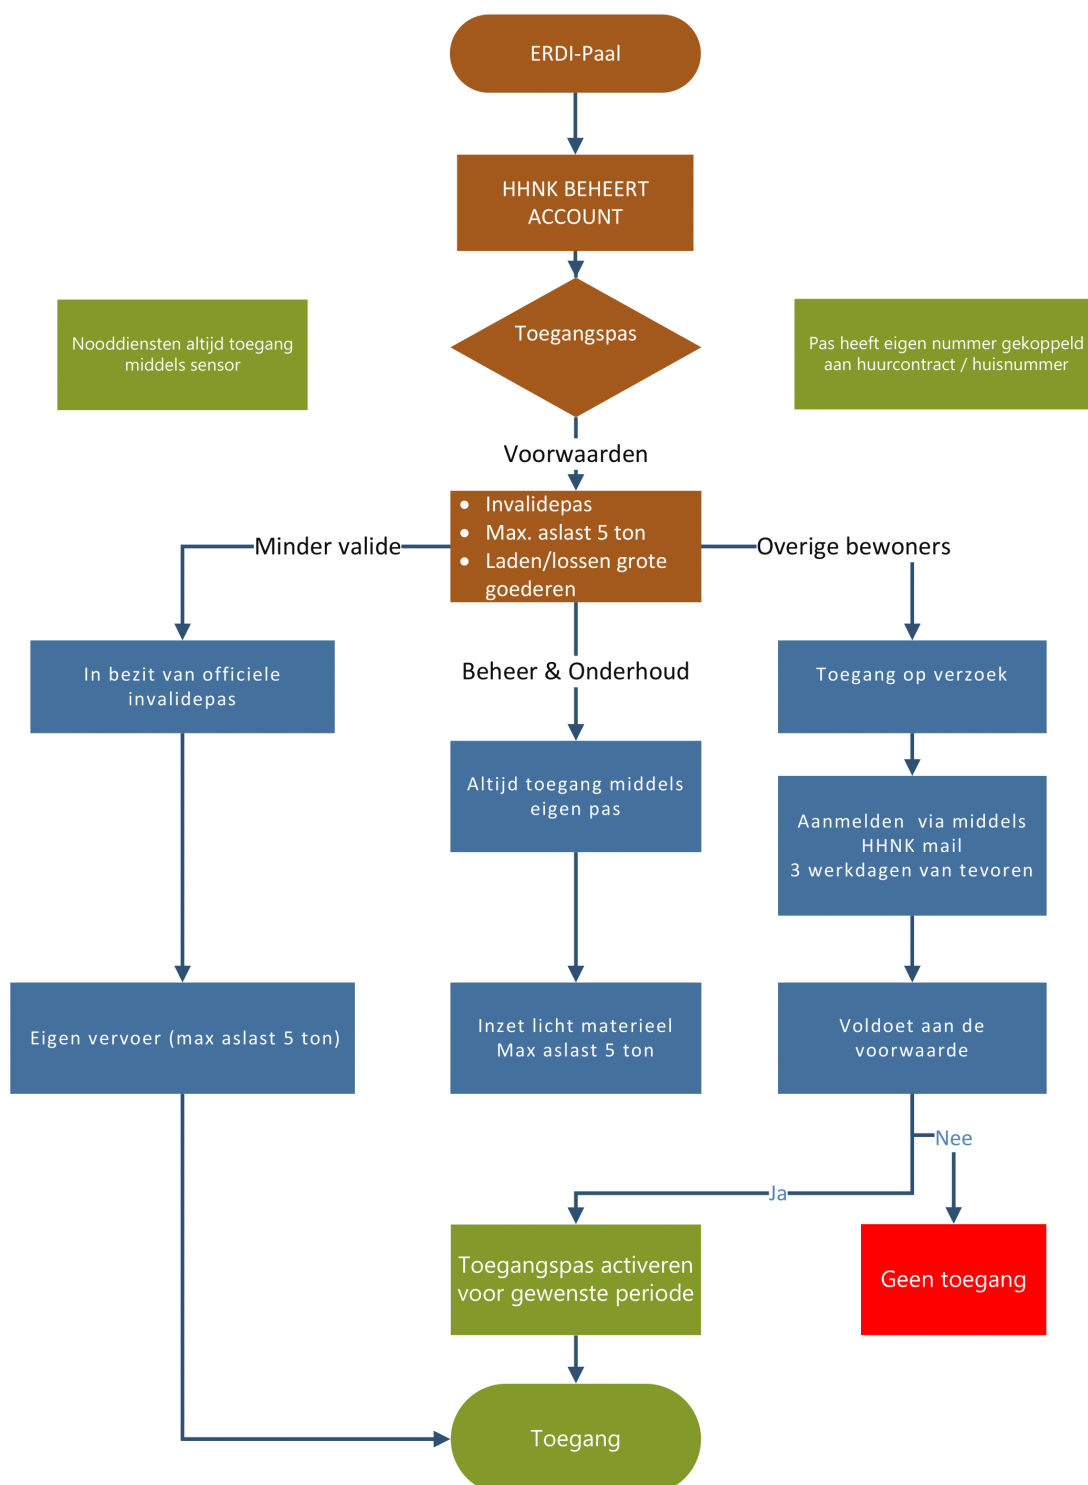 ERDI-Paal
HHNK BEHEERT
ACCOUNT
Toegangspas
Nooddiensten altijd toegang
middels sensor
Pas heeft eigen nummer gekoppeld
aan huurcontract / huisnummer
Voorwaarden
• Invalidepas
• Max. aslast 5 ton
• Laden/lossen grote
goederen
Minder valide
Overige bewoners
Beheer & Onderhoud
In bezit van officiele
invalidepas
Toegang op verzoek
Altijd toegang middels
eigen pas
Aanmelden via middels
HHNK mail
3 werkdagen van tevoren
Eigen vervoer (max aslast 5 ton)
Inzet licht materieel
Max aslast 5 ton
Voldoet aan de
voorwaarde
Nee
Ja
Toegangspas activeren
voor gewenste periode
Geen toegang
Toegang